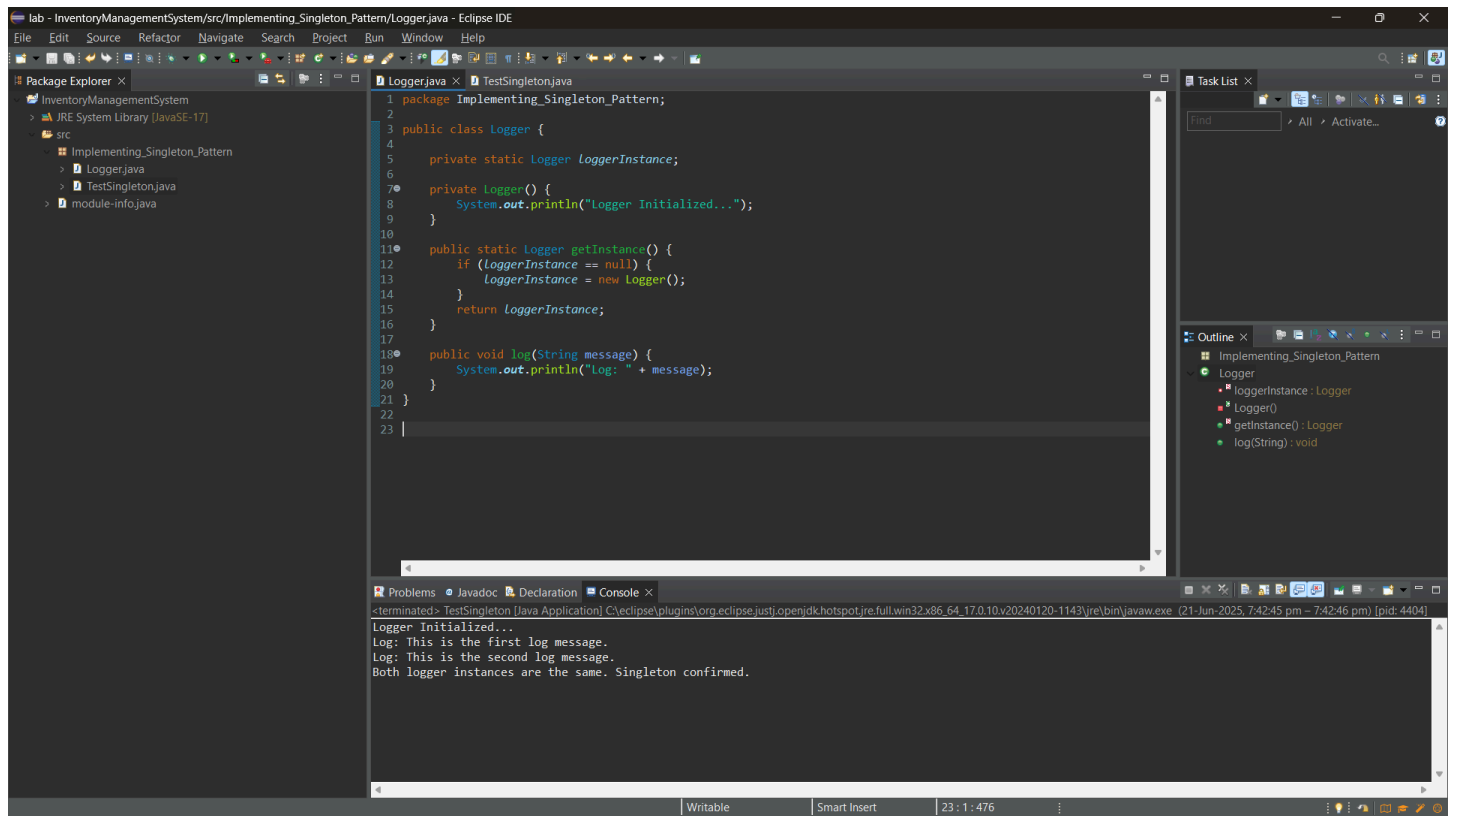 lab - InventoryManagementSystem/src/Implementing_Singleton_Pattern/Logger.java - Eclipse IDE
File Edit Source Refactor Navigate Search Project Run Window Help
Package Explorer
InventoryManagementSystem
JRE System Library [JavaSE-17]
src
Implementing_Singleton_Pattern
Logger.java
TestSingleton.java
module-info.java
Logger.java TestSingleton.java
1 package Implementing_Singleton_Pattern;
2
3 public class Logger {
4
5 private static Logger loggerInstance;
6
7 private Logger() {
8 System.out.println("Logger Initialized...");
9 }
10
11 public static Logger getInstance() {
12 if (loggerInstance == null) {
13 loggerInstance = new Logger();
14 }
15 return loggerInstance;
16 }
17
18 public void log(String message) {
19 System.out.println("Log: " + message);
20 }
21 }
22
23
Task List
Find All Activate...
Outline
Implementing_Singleton_Pattern
Logger
loggerInstance : Logger
Logger()
getInstance() : Logger
log(String) : void
Problems Javadoc Declaration Console
<terminated> TestSingleton [Java Application] C:\eclipse\plugins\org.eclipse.justj.openjdk.hotspot.jre.full.win32.x86_64_17.0.10.v20240120-1143\jre\bin\javaw.exe (21-Jun-2025, 7:42:45 pm – 7:42:46 pm) [pid: 4404]
Logger Initialized...
Log: This is the first log message.
Log: This is the second log message.
Both logger instances are the same. Singleton confirmed.
Writable Smart Insert 23 : 1 : 476